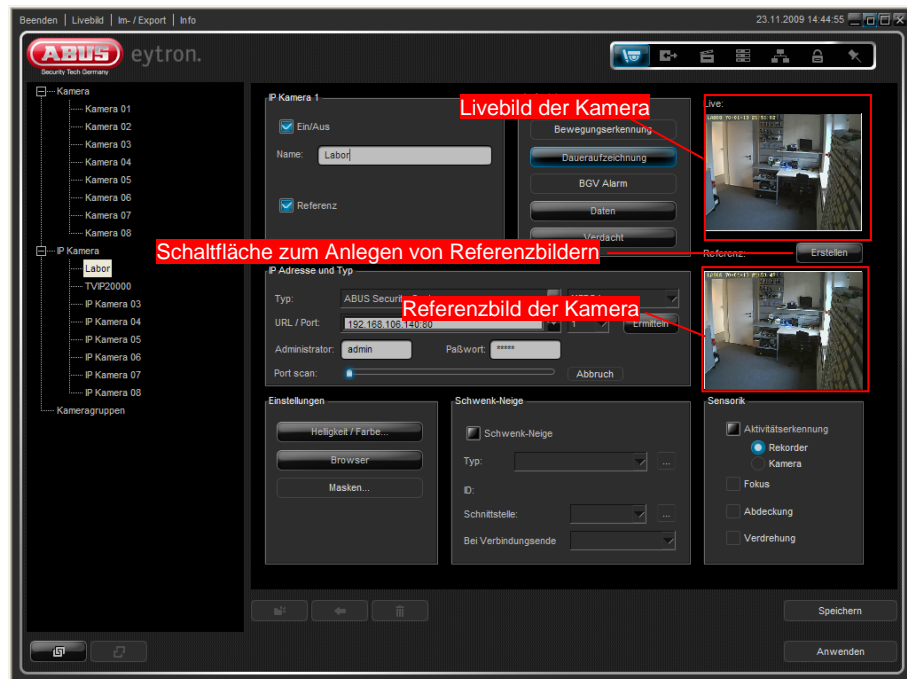 Beenden | Livebild | Im- / Export | Info
23.11.2009 14:44:55
ABUS eytron.
Security Tech Germany
Kamera
Kamera 01
Kamera 02
Kamera 03
Kamera 04
Kamera 05
Kamera 06
Kamera 07
Kamera 08
IP Kamera
Labor
TVIP20000
IP Kamera 03
IP Kamera 04
IP Kamera 05
IP Kamera 06
IP Kamera 07
IP Kamera 08
Kameragruppen
IP Kamera 1
Ein/Aus
Name: Labor
Referenz
Livebild der Kamera
Bewegungserkennung
Daueraufzeichnung
BGV Alarm
Daten
Verdacht
Live:
Schaltfläche zum Anlegen von Referenzbildern
Referenz: Erstellen
IP Adresse und Typ
Typ: ABUS Security
Referenzbild der Kamera
URL / Port: 192.168.106.140:80 1 Ermitteln
Administrator: admin Paßwort: *****
Port scan: Abbruch
Einstellungen
Helligkeit / Farbe...
Browser
Masken...
Schwenk-Neige
Schwenk-Neige
Typ: ...
ID:
Schnittstelle: ...
Bei Verbindungsende
Sensorik
Aktivitätserkennung
Rekorder
Kamera
Fokus
Abdeckung
Verdrehung
Speichern
Anwenden